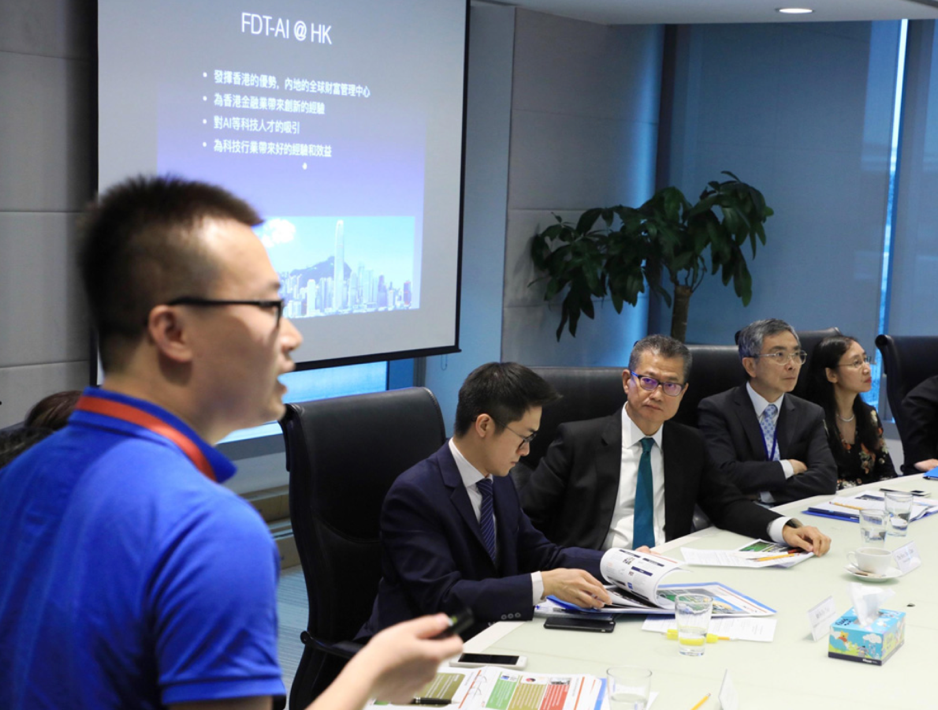 FDT-AI @ HK
• 發揮香港的優勢，內地的全球財富管理中心
• 為香港金融業帶來創新的經驗
• 對AI等科技人才的吸引
• 為科技行業帶來好的經驗和效益